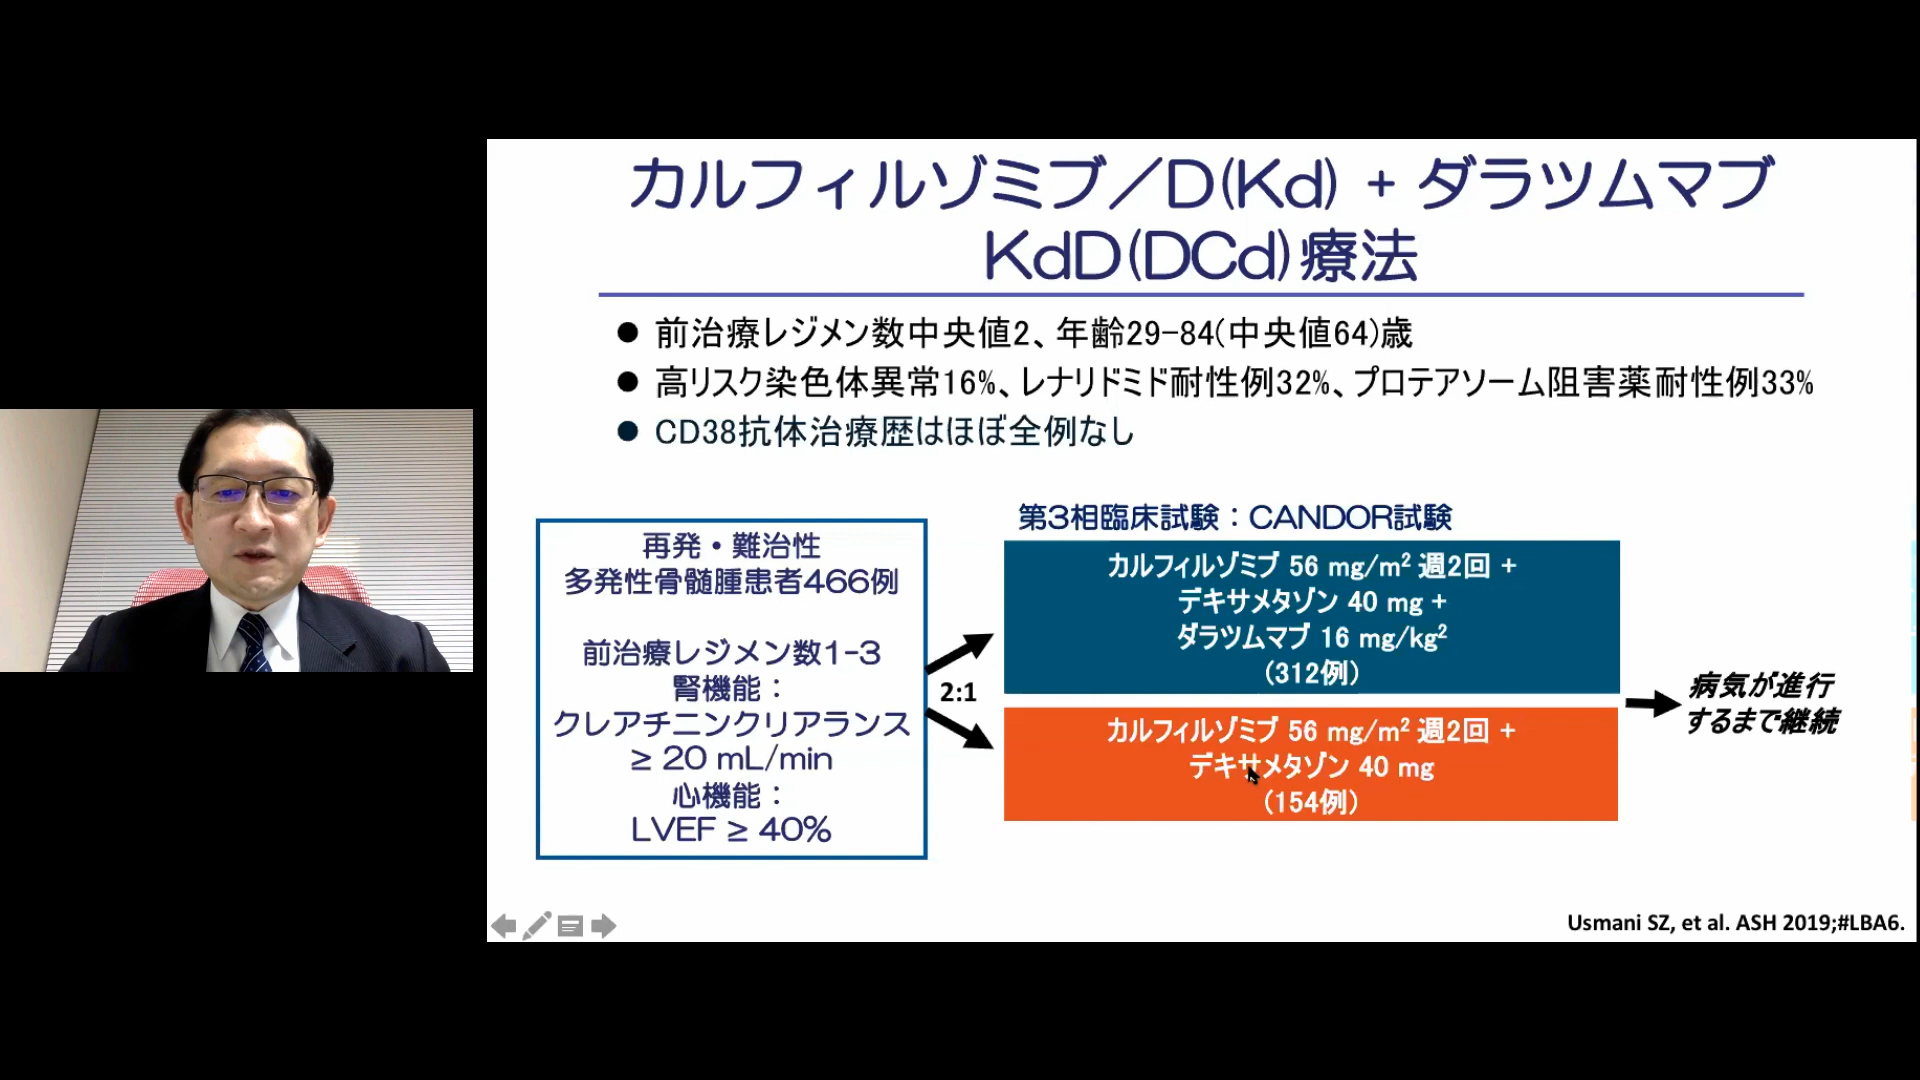 カルフィルゾミブ／D(Kd) + ダラツムマブ
KdD(DCd)療法
● 前治療レジメン数中央値2、年齢29-84(中央値64)歳
● 高リスク染色体異常16%、レナリドミド耐性例32%、プロテアソーム阻害薬耐性例33%
● CD38抗体治療歴はほぼ全例なし
再発・難治性
多発性骨髄腫患者466例
前治療レジメン数1-3
腎機能：
クレアチニンクリアランス
≥ 20 mL/min
心機能：
LVEF ≥ 40%
2:1
第3相臨床試験：CANDOR試験
カルフィルゾミブ 56 mg/m² 週2回 +
デキサメタゾン 40 mg +
ダラツムマブ 16 mg/kg²
(312例)
カルフィルゾミブ 56 mg/m² 週2回 +
デキサメタゾン 40 mg
(154例)
病気が進行
するまで継続
Usmani SZ, et al. ASH 2019;#LBA6.